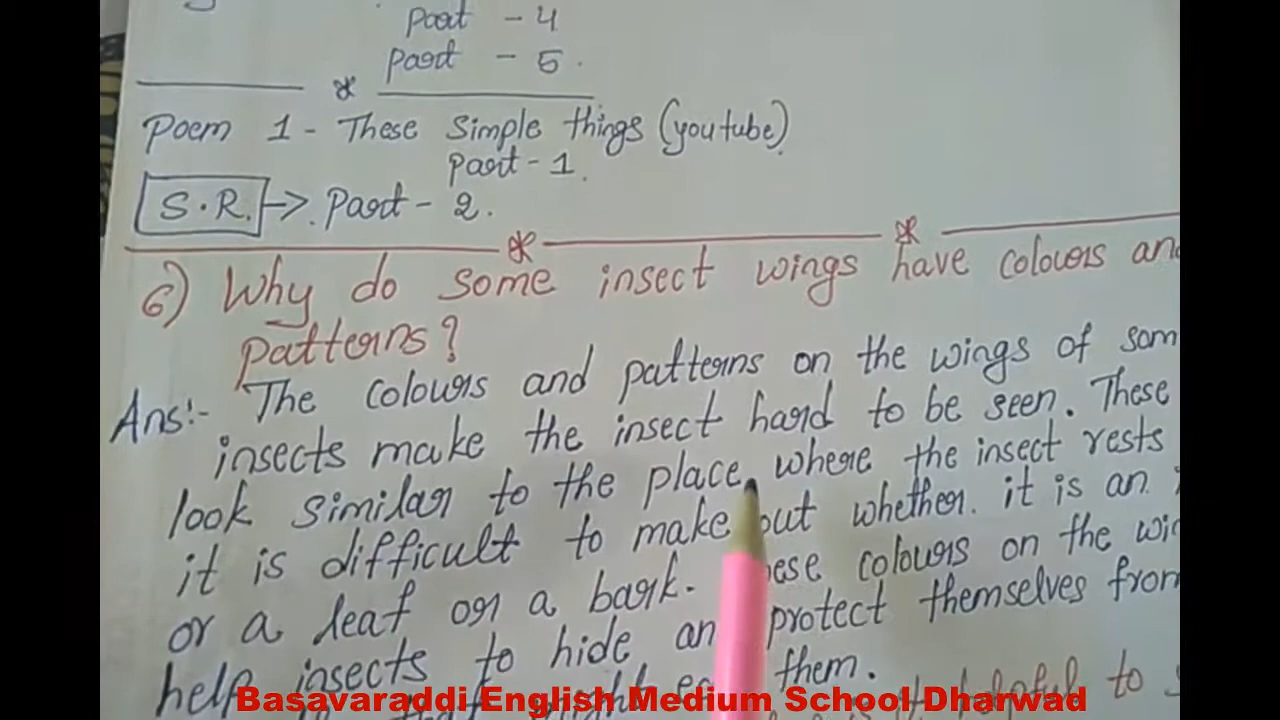 Part - 4
Part - 5.
Poem 1 - These Simple things (youtube)
Part - 1.
S.R. → Part - 2.
6) Why do some insect wings have colours and
patterns?
Ans:- The colours and patterns on the wings of som
insects make the insect hard to be seen. These
look similar to the place where the insect rests
it is difficult to make out whether it is an
or a leaf or a bark. ese colours on the wi
help insects to hide an protect themselves from
them.
helpful to
Basavaraddi English Medium School Dharwad